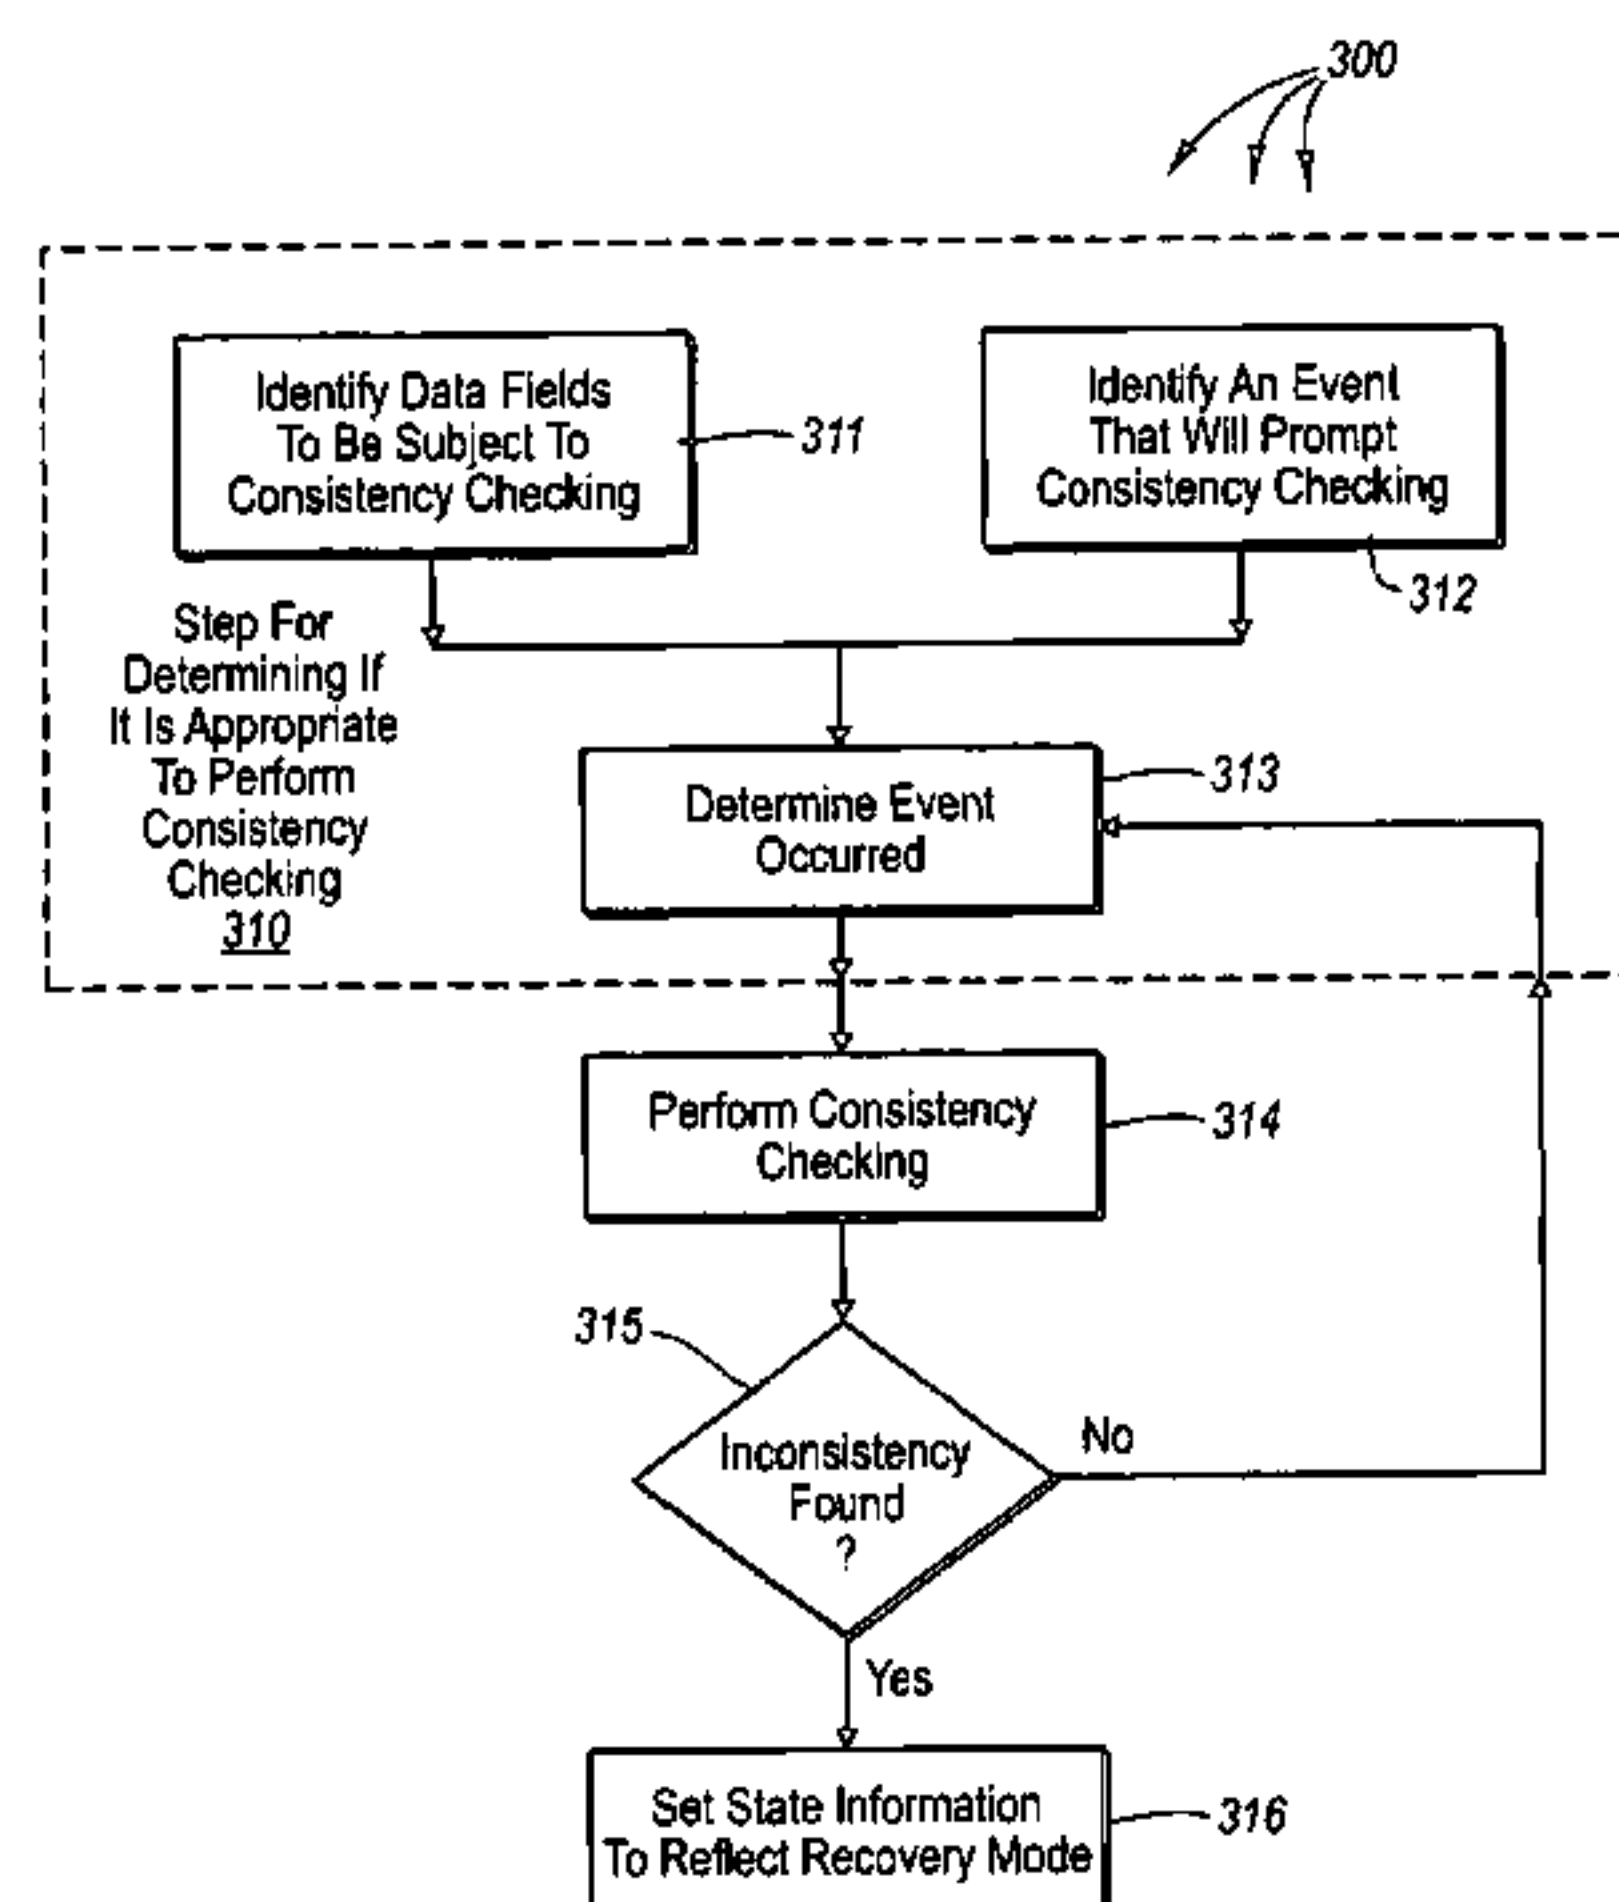 300
Identify Data Fields
To Be Subject To
Consistency Checking
311
Identify An Event
That Will Prompt
Consistency Checking
312
Step For
Determining If
It Is Appropriate
To Perform
Consistency
Checking
310
Determine Event
Occurred
313
Perform Consistency
Checking
314
315
Inconsistency
Found
?
No
Yes
Set State Information
To Reflect Recovery Mode
316